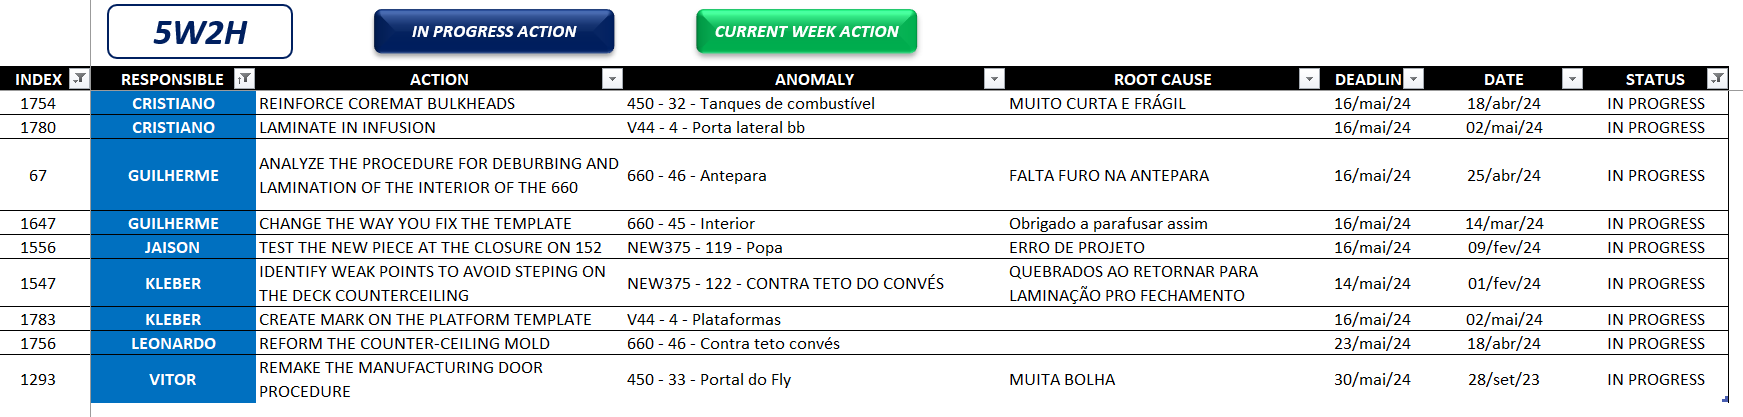 5W2H
IN PROGRESS ACTION
CURRENT WEEK ACTION
INDEX RESPONSIBLE ACTION ANOMALY ROOT CAUSE DEADLIN DATE STATUS
1754 CRISTIANO REINFORCE COREMAT BULKHEADS 450 - 32 - Tanques de combustível MUITO CURTA E FRÁGIL 16/mai/24 18/abr/24 IN PROGRESS
1780 CRISTIANO LAMINATE IN INFUSION V44 - 4 - Porta lateral bb 16/mai/24 02/mai/24 IN PROGRESS
67 GUILHERME ANALYZE THE PROCEDURE FOR DEBURBING AND
LAMINATION OF THE INTERIOR OF THE 660 660 - 46 - Antepara FALTA FURO NA ANTEPARA 16/mai/24 25/abr/24 IN PROGRESS
1647 GUILHERME CHANGE THE WAY YOU FIX THE TEMPLATE 660 - 45 - Interior Obrigado a parafusar assim 16/mai/24 14/mar/24 IN PROGRESS
1556 JAISON TEST THE NEW PIECE AT THE CLOSURE ON 152 NEW375 - 119 - Popa ERRO DE PROJETO 16/mai/24 09/fev/24 IN PROGRESS
1547 KLEBER IDENTIFY WEAK POINTS TO AVOID STEPING ON
THE DECK COUNTERCEILING NEW375 - 122 - CONTRA TETO DO CONVÉS QUEBRADOS AO RETORNAR PARA
LAMINAÇÃO PRO FECHAMENTO 14/mai/24 01/fev/24 IN PROGRESS
1783 KLEBER CREATE MARK ON THE PLATFORM TEMPLATE V44 - 4 - Plataformas 16/mai/24 02/mai/24 IN PROGRESS
1756 LEONARDO REFORM THE COUNTER-CEILING MOLD 660 - 46 - Contra teto convés 23/mai/24 18/abr/24 IN PROGRESS
1293 VITOR REMAKE THE MANUFACTURING DOOR
PROCEDURE 450 - 33 - Portal do Fly MUITA BOLHA 30/mai/24 28/set/23 IN PROGRESS